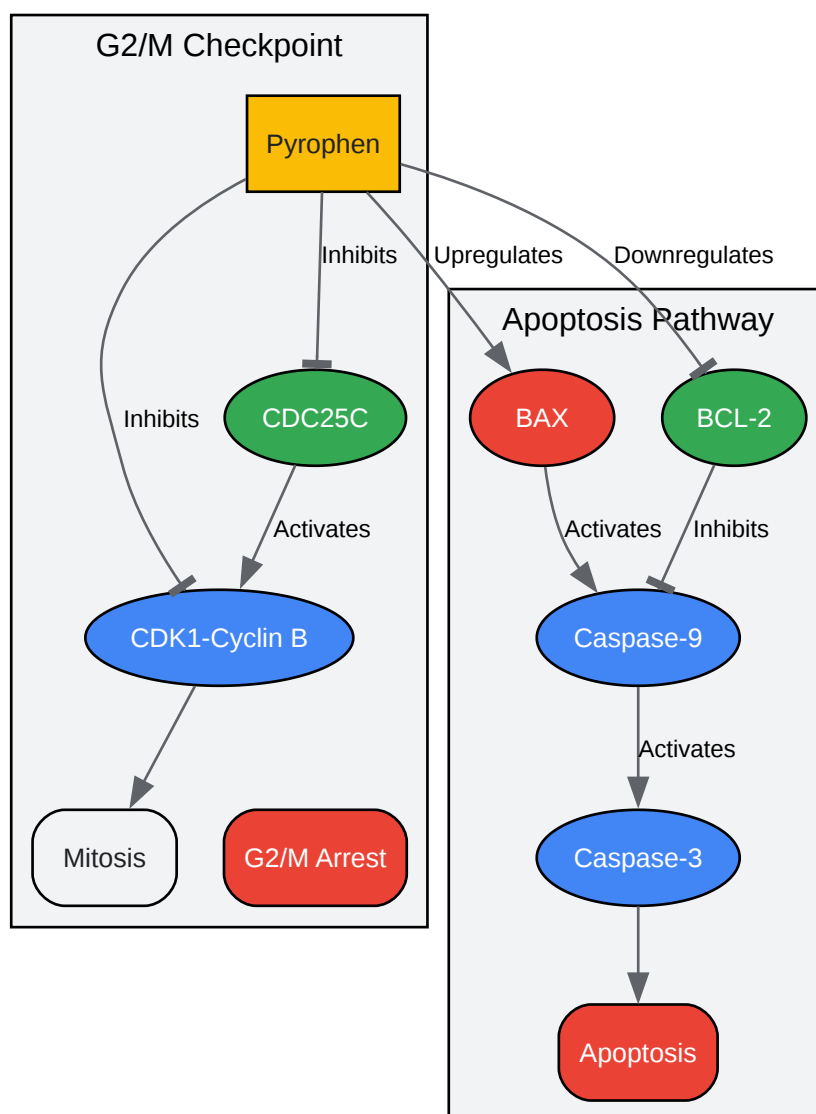 G2/M Checkpoint
Pyrophen
Inhibits
Upregulates
Downregulates
Apoptosis Pathway
Inhibits
CDC25C
BAX
BCL-2
Activates
Activates
Inhibits
CDK1-Cyclin B
Caspase-9
Activates
Mitosis
G2/M Arrest
Caspase-3
Apoptosis